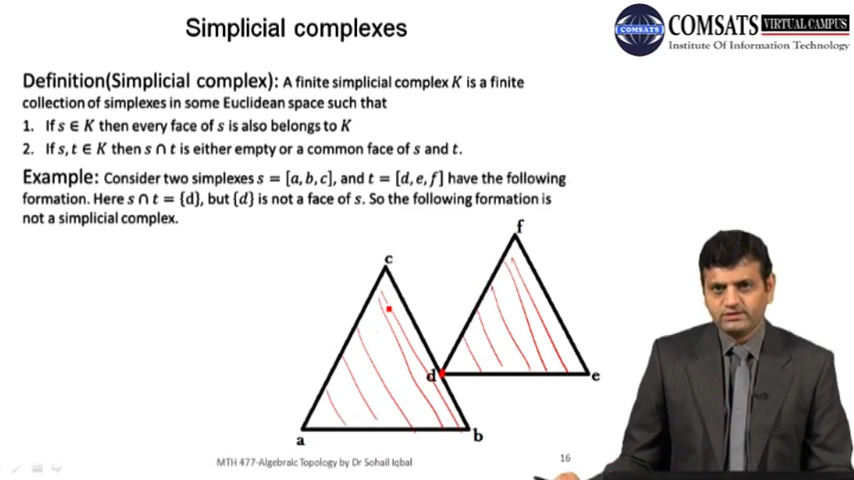 Simplicial complexes
COMSATS
COMSATS VIRTUAL CAMPUS
Institute Of Information Technology
Definition(Simplicial complex): A finite simplicial complex K is a finite
collection of simplexes in some Euclidean space such that
1. If s ∈ K then every face of s is also belongs to K
2. If s, t ∈ K then s ∩ t is either empty or a common face of s and t.
Example: Consider two simplexes s = [a, b, c], and t = [d, e, f] have the following
formation. Here s ∩ t = {d}, but {d} is not a face of s. So the following formation is
not a simplicial complex.
f
c
d
e
a
b
MTH 477-Algebraic Topology by Dr Sohail Iqbal
16